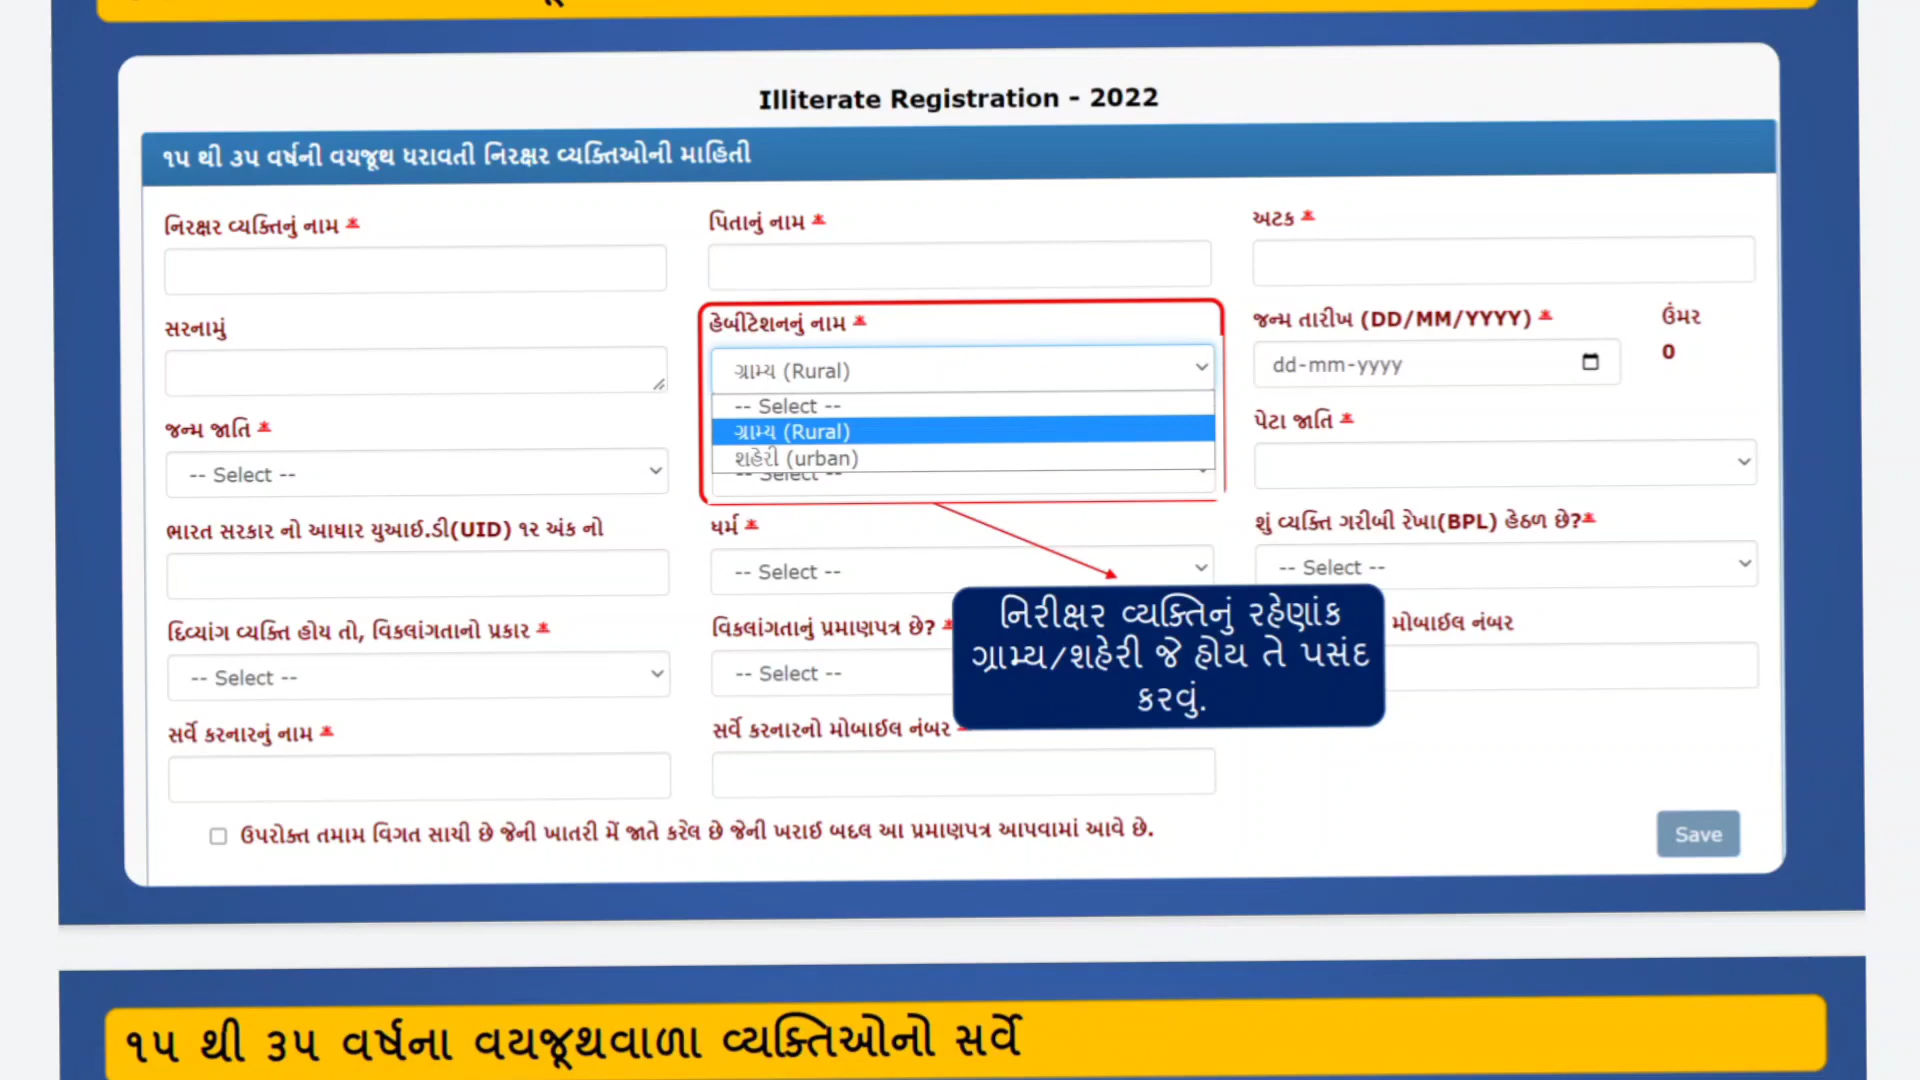 Illiterate Registration - 2022
૧૫ થી ૩૫ વર્ષની વયજૂથ ધરાવતી નિરક્ષર વ્યક્તિઓની માહિતી
નિરક્ષર વ્યક્તિનું નામ *
પિતાનું નામ *
અટક *
સરનામું
હેબીટેશનનું નામ *
ગ્રામ્ય (Rural)
-- Select --
ગ્રામ્ય (Rural)
શહેરી (urban)
-- Select --
જન્મ તારીખ (DD/MM/YYYY) *
dd-mm-yyyy
ઉંમર
0
જન્મ જાતિ *
-- Select --
પેટા જાતિ *
ભારત સરકાર નો આધાર યુઆઈ.ડી(UID) ૧૨ અંક નો
ધર્મ *
-- Select --
શું વ્યક્તિ ગરીબી રેખા(BPL) હેઠળ છે?*
-- Select --
દિવ્યાંગ વ્યક્તિ હોય તો, વિકલાંગતાનો પ્રકાર *
-- Select --
વિકલાંગતાનું પ્રમાણપત્ર છે? *
-- Select --
મોબાઈલ નંબર
નિરીક્ષર વ્યક્તિનું રહેણાંક
ગ્રામ્ય/શહેરી જે હોય તે પસંદ
કરવું.
સર્વે કરનારનું નામ *
સર્વે કરનારનો મોબાઈલ નંબર
ઉપરોક્ત તમામ વિગત સાચી છે જેની ખાતરી મેં જાતે કરેલ છે જેની ખરાઈ બદલ આ પ્રમાણપત્ર આપવામાં આવે છે.
Save
૧૫ થી ૩૫ વર્ષના વયજૂથવાળા વ્યક્તિઓનો સર્વે